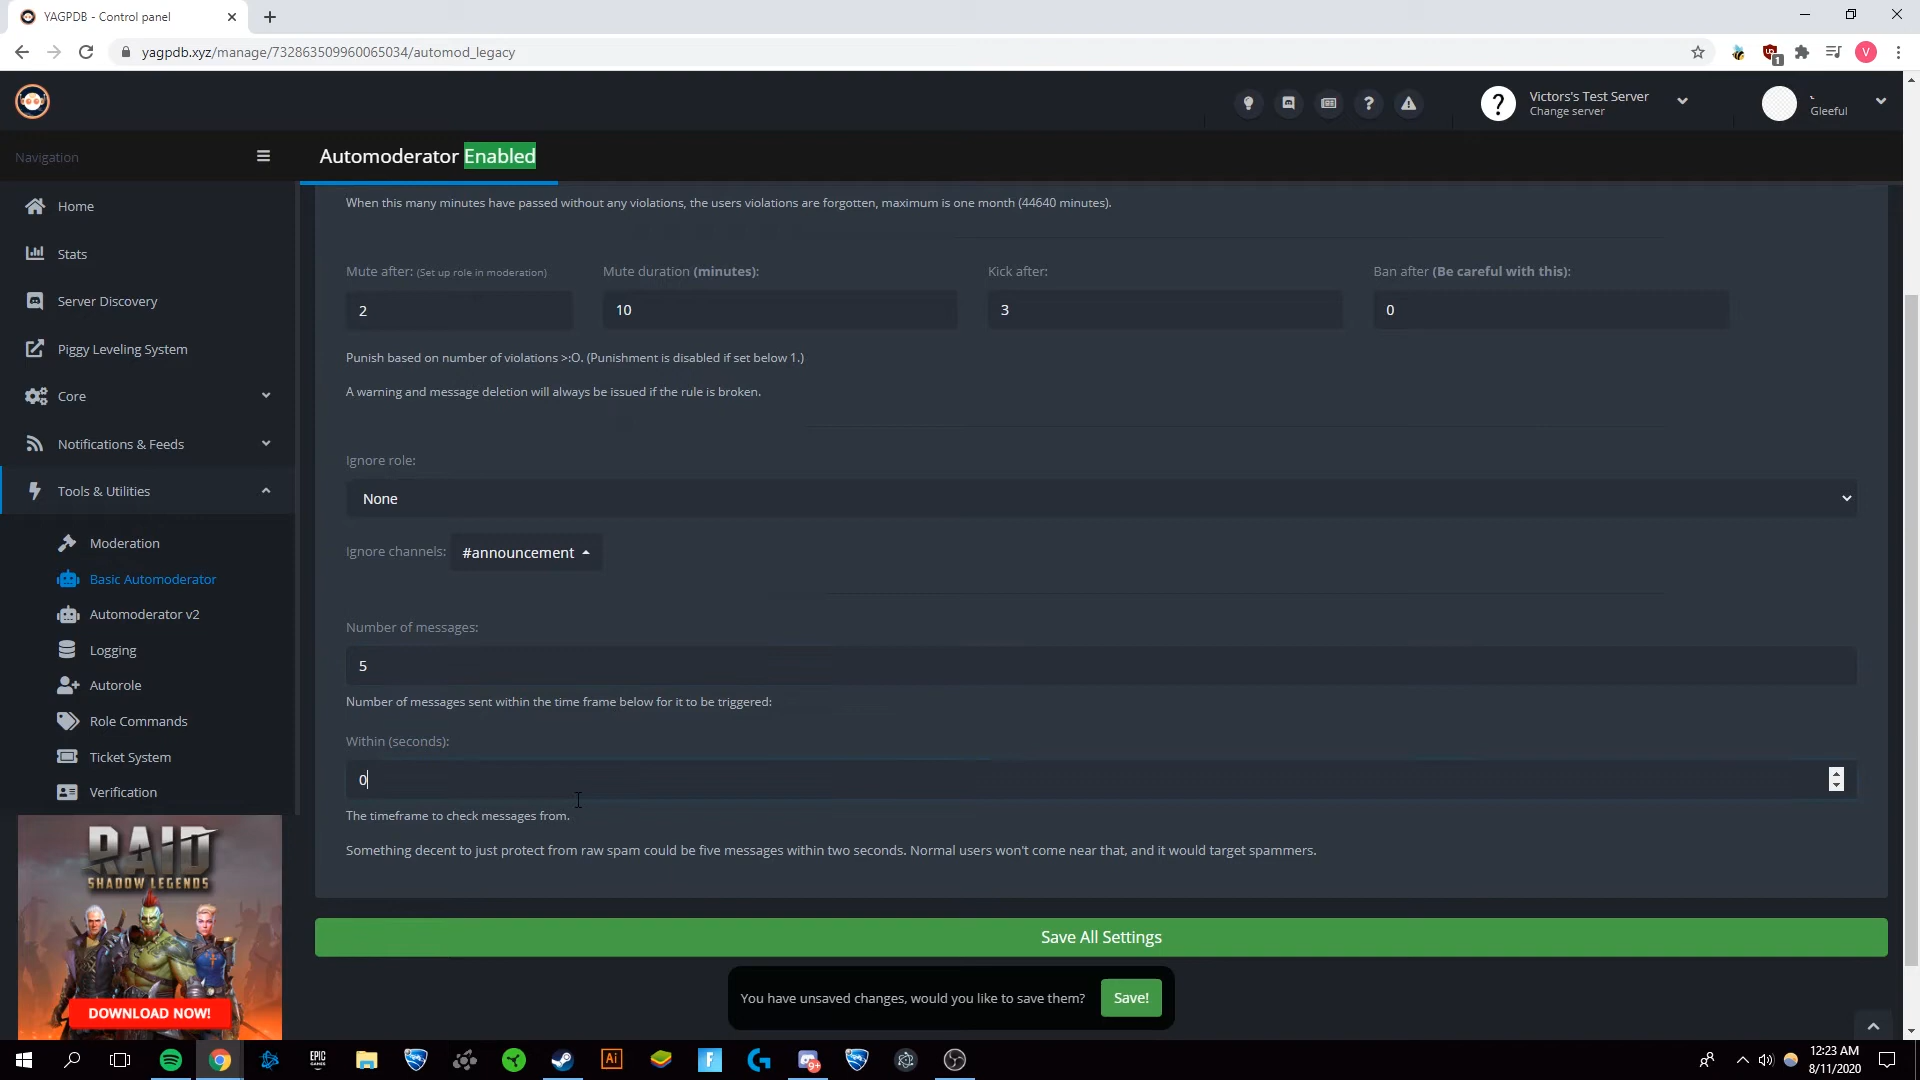 YAGPDB - Control panel
yagpdb.xyz/manage/732863509960065034/automod_legacy
1
V
Victors's Test Server
Change server
Gleeful
Navigation
Automoderator Enabled
Home
Stats
Server Discovery
Piggy Leveling System
Core
Notifications & Feeds
Tools & Utilities
Moderation
Basic Automoderator
Automoderator v2
Logging
Autorole
Role Commands
Ticket System
Verification
RAID
SHADOW LEGENDS
DOWNLOAD NOW!
When this many minutes have passed without any violations, the users violations are forgotten, maximum is one month (44640 minutes).
Mute after: (Set up role in moderation) Mute duration (minutes): Kick after: Ban after (Be careful with this):
2 10 3 0
Punish based on number of violations >:O. (Punishment is disabled if set below 1.)
A warning and message deletion will always be issued if the rule is broken.
Ignore role:
None
Ignore channels: #announcement
Number of messages:
5
Number of messages sent within the time frame below for it to be triggered:
Within (seconds):
0
The timeframe to check messages from.
Something decent to just protect from raw spam could be five messages within two seconds. Normal users won't come near that, and it would target spammers.
Save All Settings
You have unsaved changes, would you like to save them? Save!
EPIC GAMES
Ai
9+
12:23 AM
8/11/2020